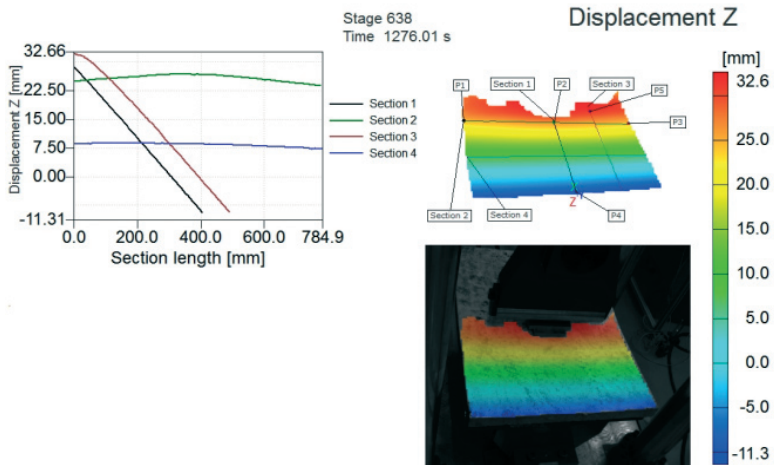 Stage 638
Time 1276.01 s
Displacement Z
Displacement Z [mm]
32.66
22.50
15.00
7.50
0.00
-11.31
0.0
200.0
400.0
600.0
784.9
Section length [mm]
Section 1
Section 2
Section 3
Section 4
P1
Section 1
P2
Section 3
P5
P3
Section 2
Section 4
Z
P4
[mm]
32.6
25.0
20.0
15.0
10.0
5.0
0.0
-5.0
-11.3